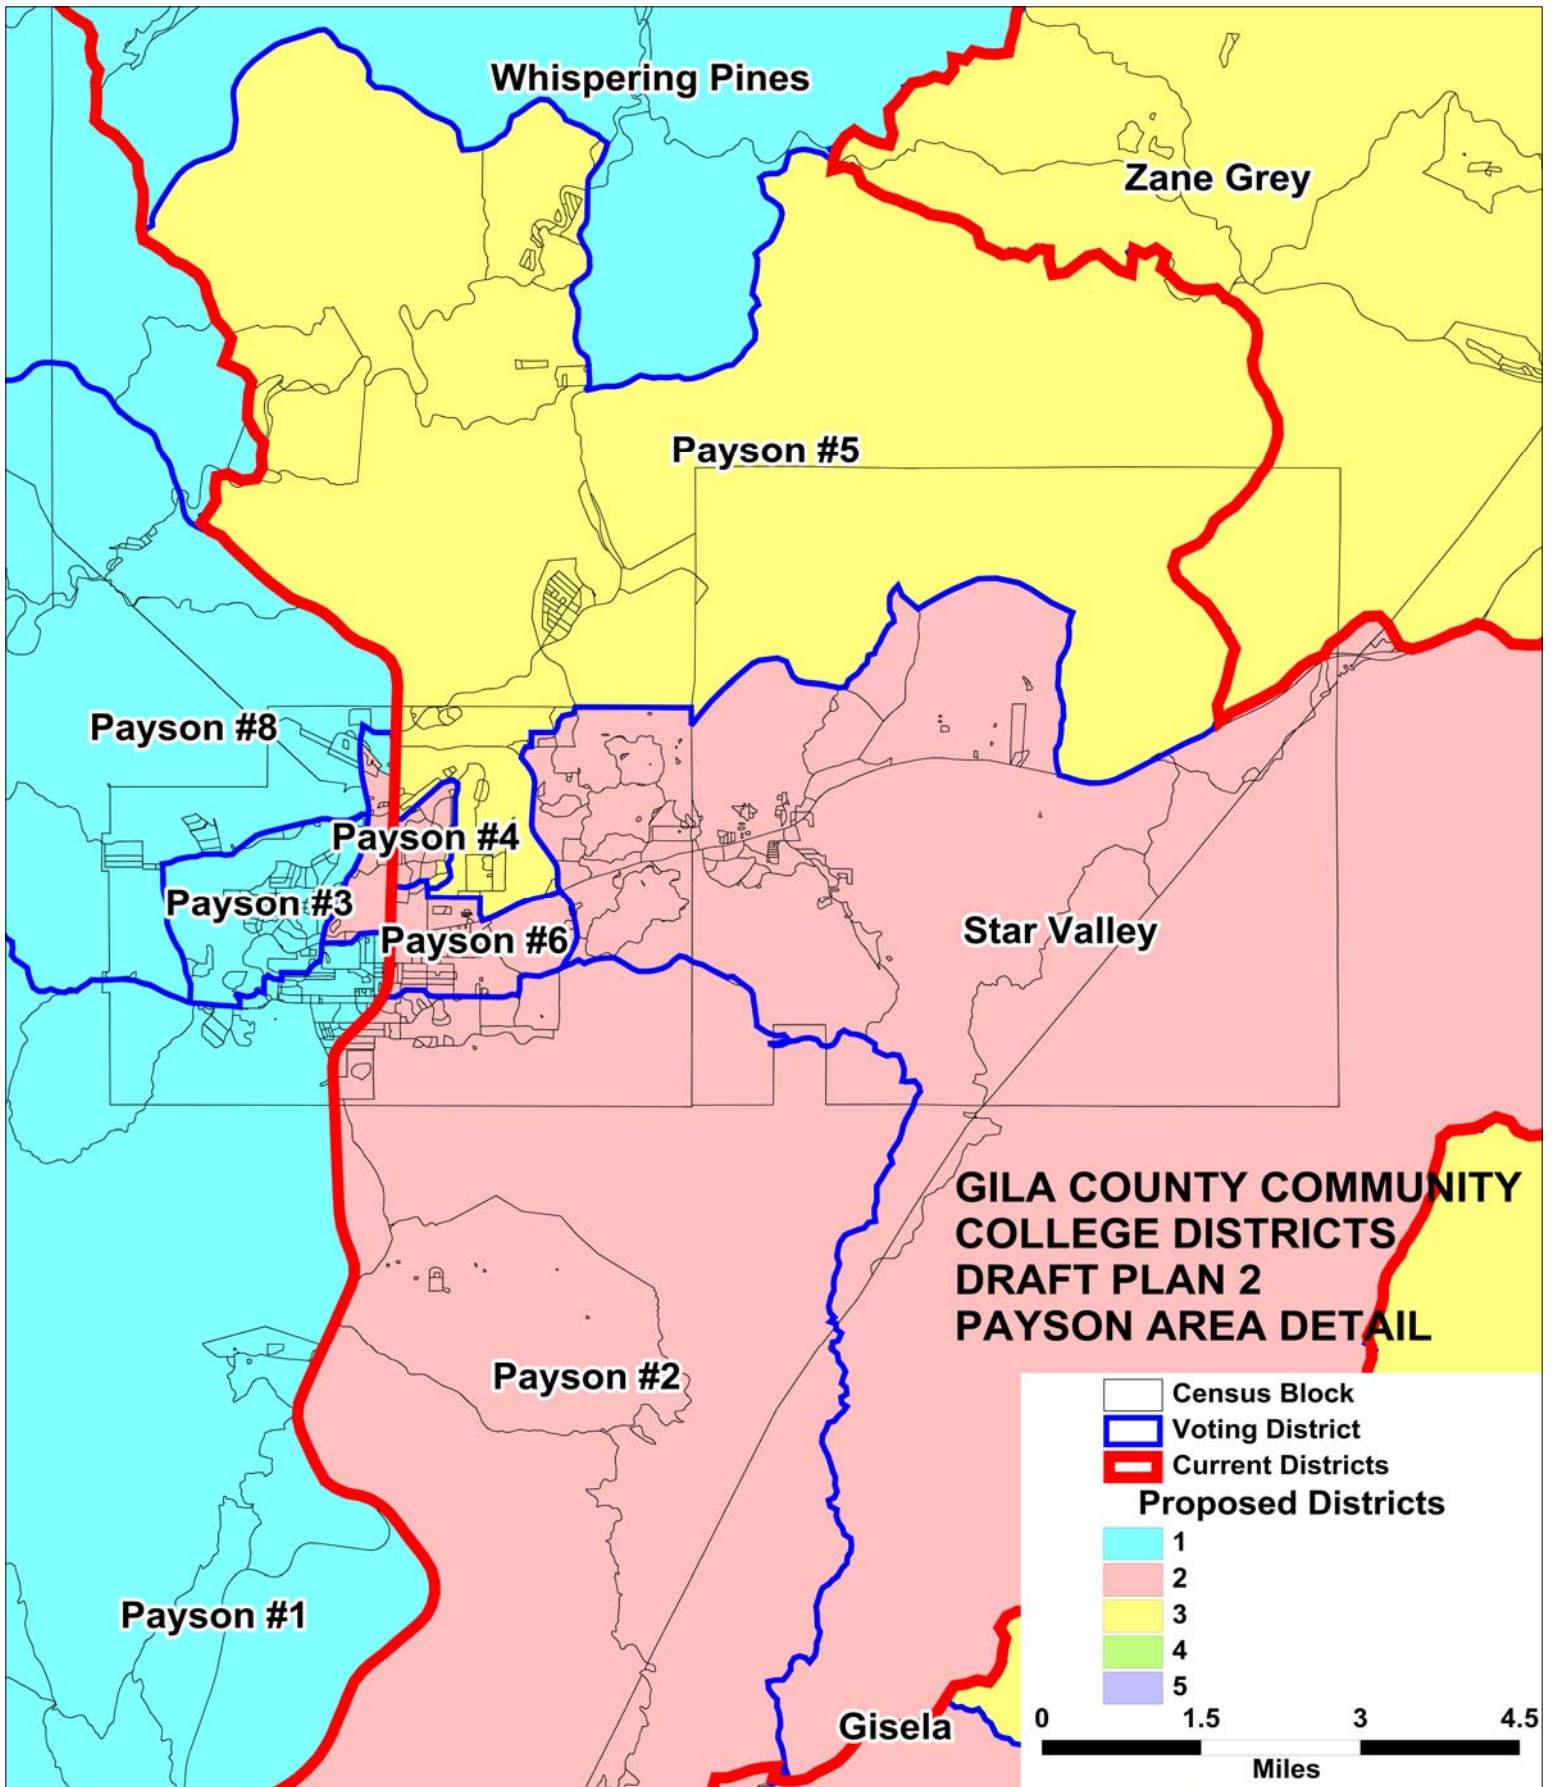 Whispering Pines
Zane Grey
Payson #5
Payson #8
Payson #4
Payson #3
Payson #6
Star Valley
GILA COUNTY COMMUNITY
COLLEGE DISTRICTS
DRAFT PLAN 2
PAYSON AREA DETAIL
Payson #2
Payson #1
Gisela
Census Block
Voting District
Current Districts
Proposed Districts
1
2
3
4
5
0 1.5 3 4.5
Miles